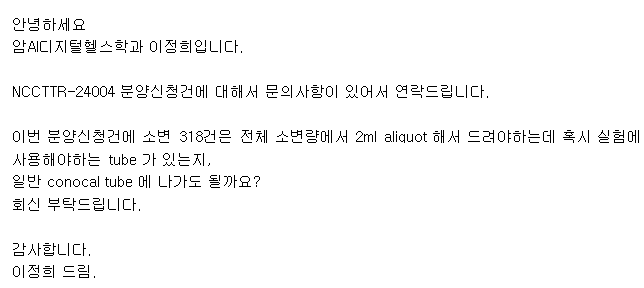 안녕하세요
암AI디지털헬스학과 이정희입니다.
NCCTTR-24004 분양신청건에 대해서 문의사항이 있어서 연락드립니다.
이번 분양신청건에 소변 318건은 전체 소변량에서 2ml aliquot 해서 드려야하는데 혹시 실험에
사용해야하는 tube 가 있는지,
일반 conocal tube 에 나가도 될까요?
회신 부탁드립니다.
감사합니다.
이정희 드림.